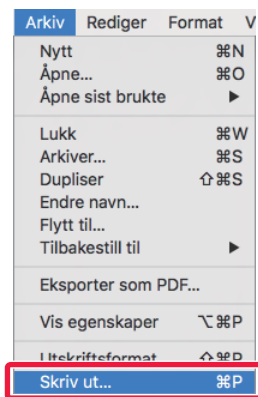 Arkiv Rediger Format V
Nytt ⌘N
Åpne... ⌘O
Åpne sist brukte ▶
Lukk ⌘W
Arkiver... ⌘S
Dupliser ⇧⌘S
Endre navn...
Flytt til...
Tilbakestill til ▶
Eksporter som PDF...
Vis egenskaper ⌥⌘P
Utskriftsformat ⇧⌘P
Skriv ut... ⌘P